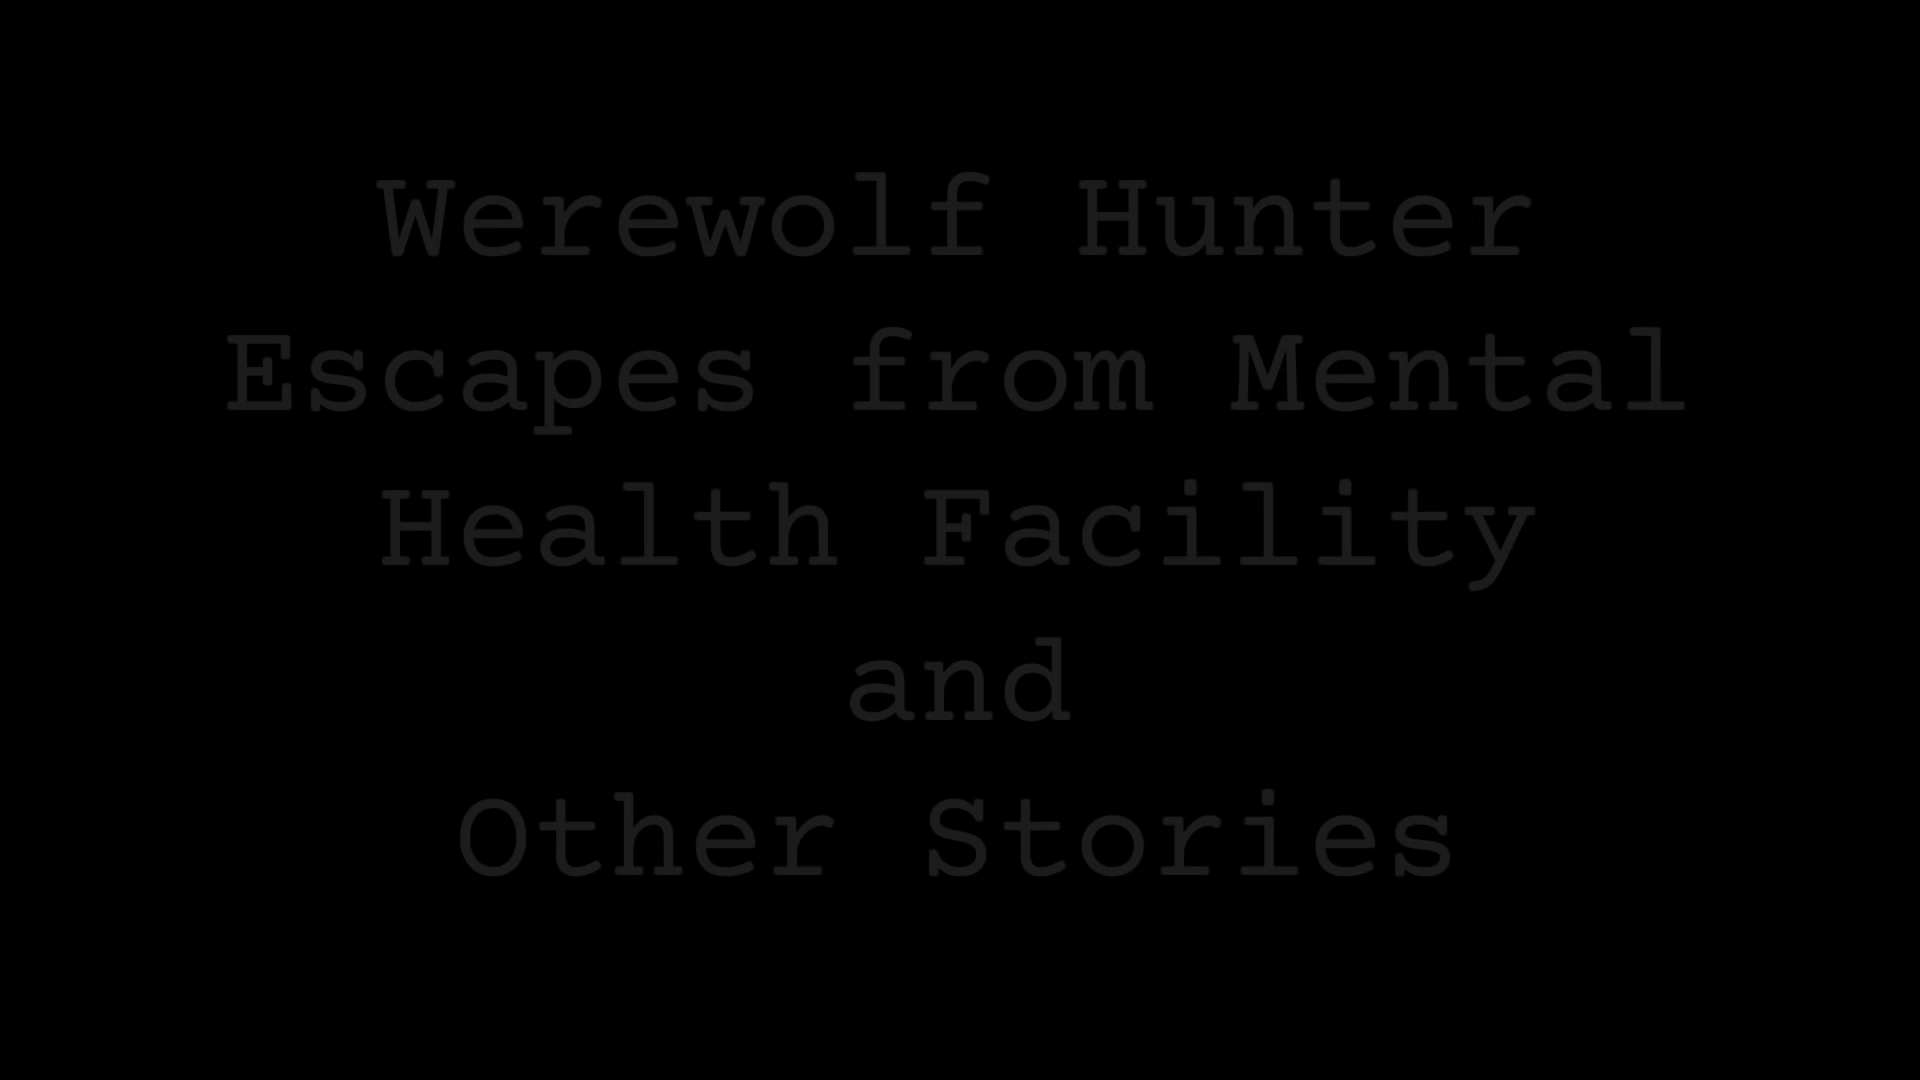 Werewolf Hunter
Escapes from Mental
Health Facility
and
Other Stories